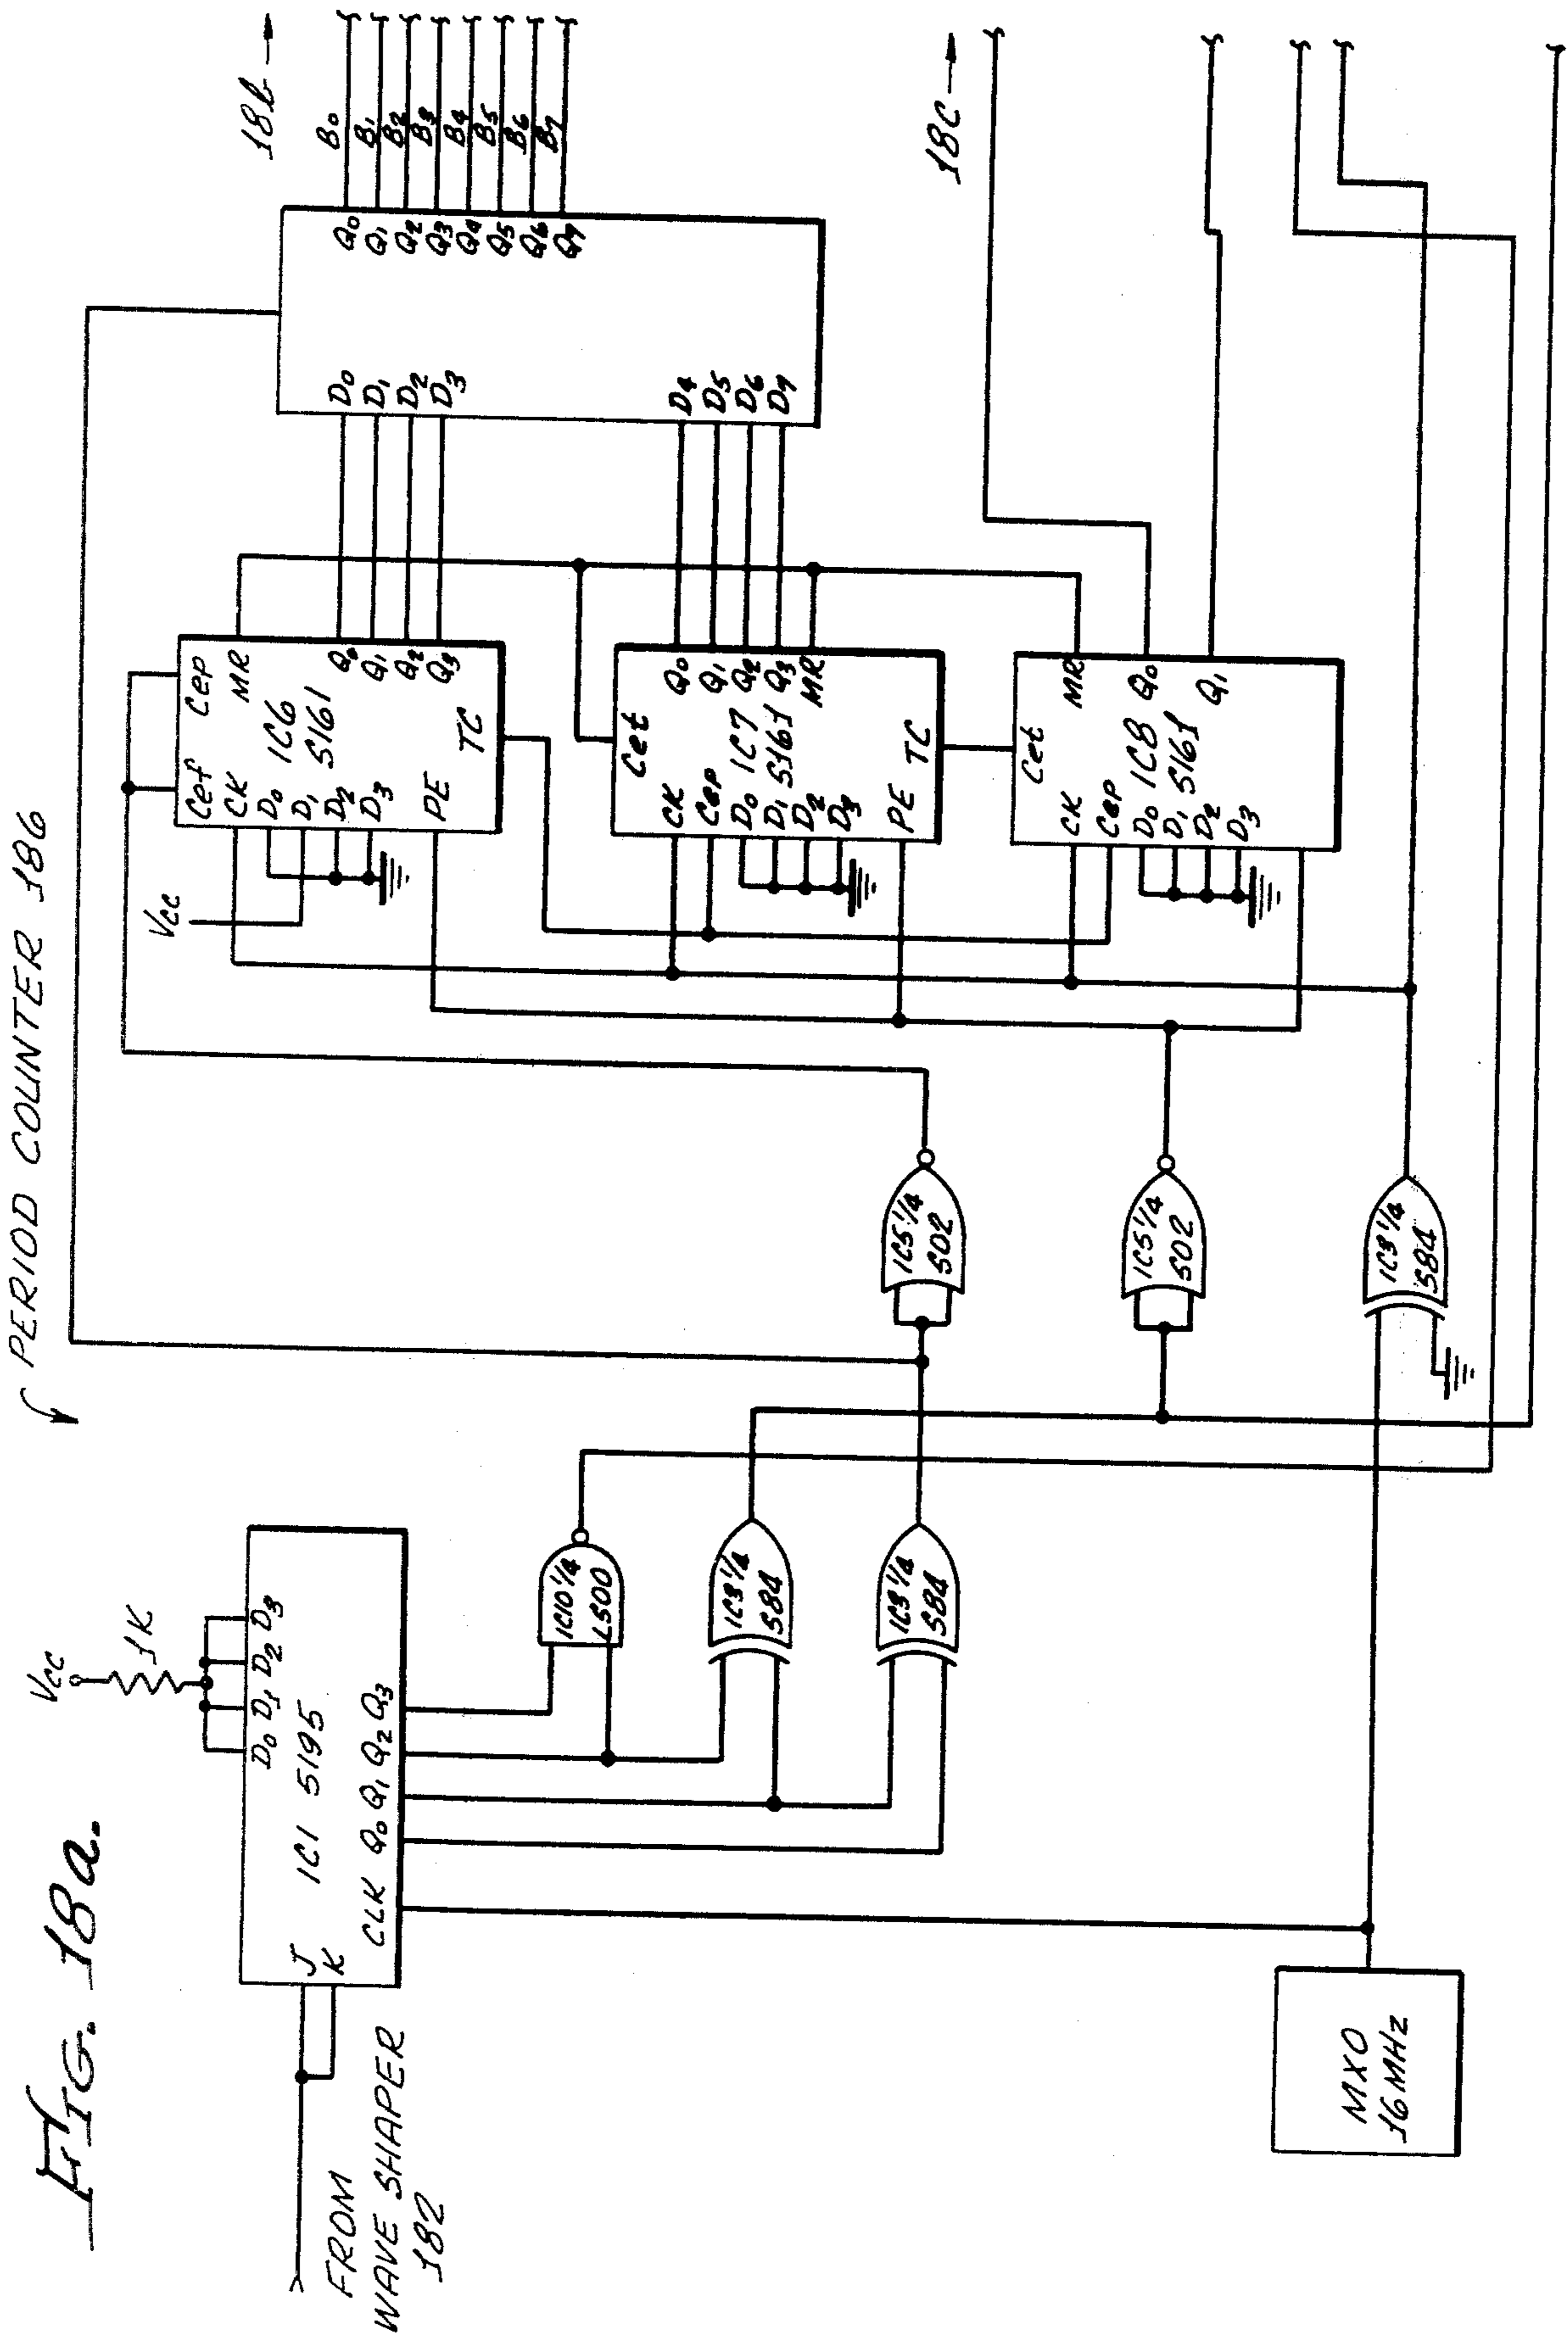 FIG. 18a.
PERIOD COUNTER 186
FROM
WAVE SHAPER
182
J
K
IC1 S195
CLK Q0 Q1 Q2 Q3
D0 D1 D2 D3
Vcc
1K
MXO
16MHz
IC10 1/4
LS00
IC3 1/4
S84
IC3 1/4
S84
IC5 1/4
S02
IC5 1/4
S02
IC3 1/4
S84
Vcc
Cef Cep
CK MR
D0
D1
D2
D3
IC6
S161
Q0
Q1
Q2
Q3
PE TC
Cet
CK
Cep
D0
D1
D2
D3
IC7
S161
Q0
Q1
Q2
Q3
MR
PE TC
Cet
CK MR
Cep
D0
D1
D2
D3
IC8
S161
Q0
Q1
D0
D1
D2
D3
D4
D5
D6
D7
Q0
Q1
Q2
Q3
Q4
Q5
Q6
Q7
B0
B1
B2
B3
B4
B5
B6
B7
18b
18C